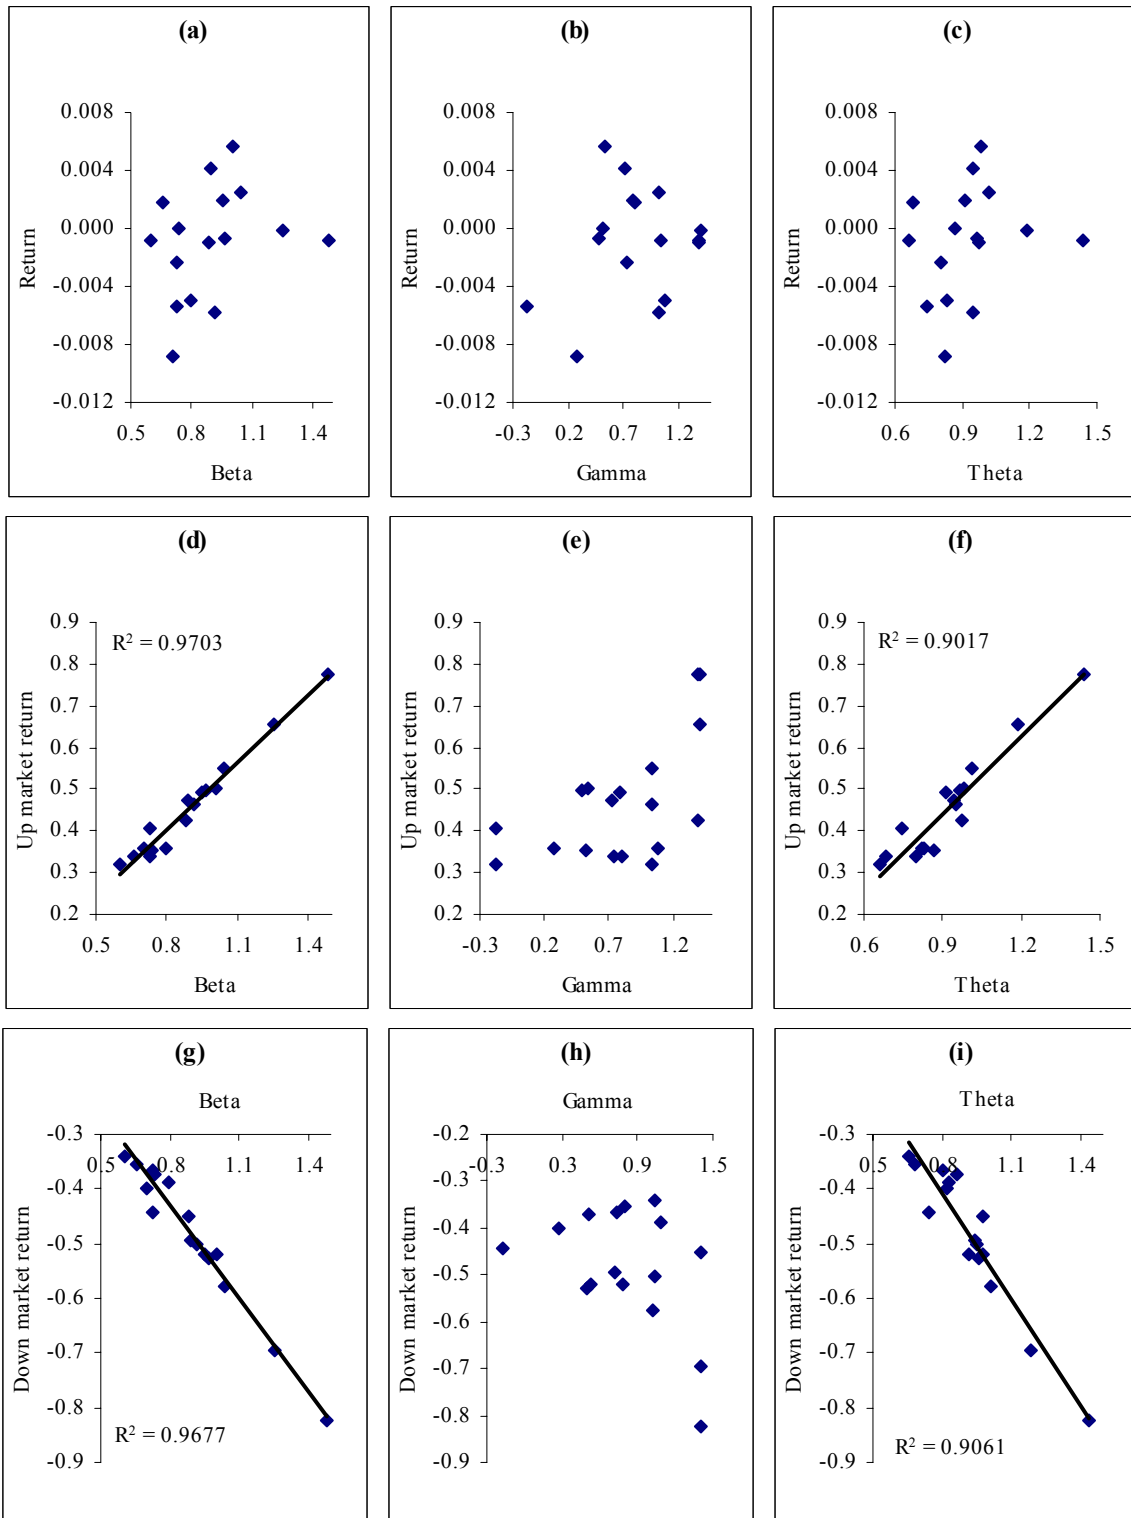 (a)
0.008
0.004
0.000
-0.004
-0.008
-0.012
Return
0.5 0.8 1.1 1.4
Beta
(b)
0.008
0.004
0.000
-0.004
-0.008
-0.012
Return
-0.3 0.2 0.7 1.2
Gamma
(c)
0.008
0.004
0.000
-0.004
-0.008
-0.012
Return
0.6 0.9 1.2 1.5
Theta
(d)
R² = 0.9703
0.9
0.8
0.7
0.6
0.5
0.4
0.3
0.2
Up market return
0.5 0.8 1.1 1.4
Beta
(e)
0.9
0.8
0.7
0.6
0.5
0.4
0.3
0.2
Up market return
-0.3 0.2 0.7 1.2
Gamma
(f)
R² = 0.9017
0.9
0.8
0.7
0.6
0.5
0.4
0.3
0.2
Up market return
0.6 0.9 1.2 1.5
Theta
(g)
Beta
-0.3
-0.4
-0.5
-0.6
-0.7
-0.8
-0.9
Down market return
0.5 0.8 1.1 1.4
R² = 0.9677
(h)
Gamma
-0.2
-0.3
-0.4
-0.5
-0.6
-0.7
-0.8
-0.9
Down market return
-0.3 0.3 0.9 1.5
(i)
Theta
-0.3
-0.4
-0.5
-0.6
-0.7
-0.8
-0.9
Down market return
0.5 0.8 1.1 1.4
R² = 0.9061